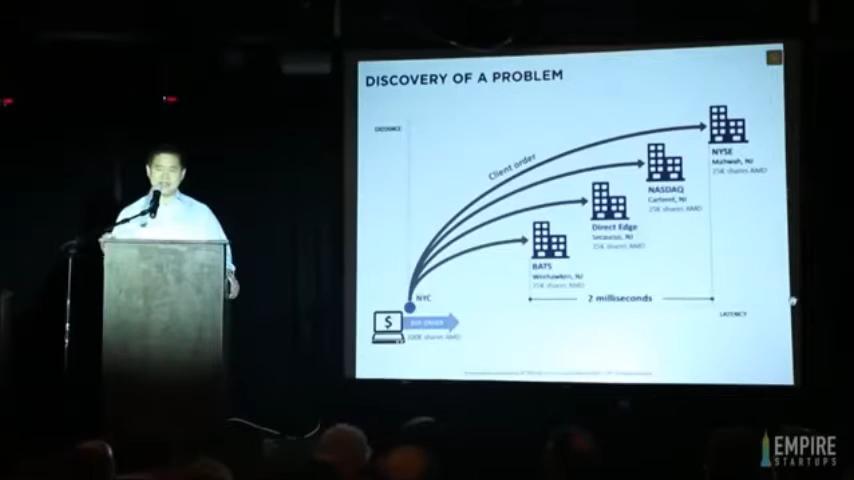 DISCOVERY OF A PROBLEM
DISTANCE
Client order
NYSE
Mahwah, NJ
25K shares AMD
NASDAQ
Carteret, NJ
25K shares AMD
Direct Edge
Secaucus, NJ
25K shares AMD
BATS
Weehawken, NJ
25K shares AMD
NYC
2 milliseconds
LATENCY
$
BUY ORDER
100K shares AMD
EMPIRE
STARTUPS